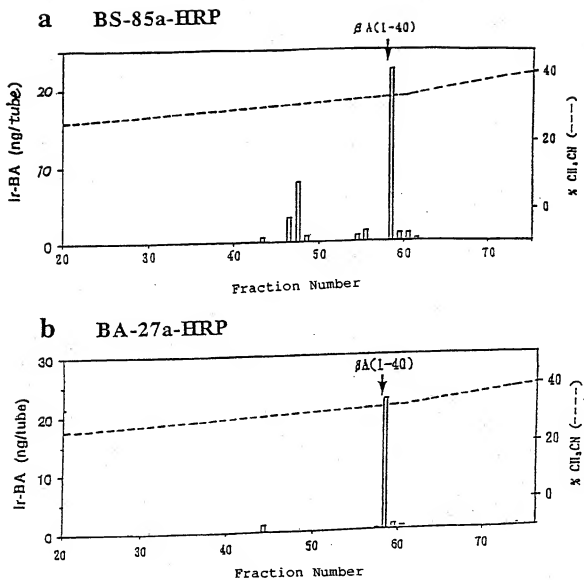 a BS-85a-HRP
βA(1-40)
Ir-BA (ng/tube)
20
10
0
40
20
0
% CH₃CN (----)
20 30 40 50 60 70
Fraction Number
b BA-27a-HRP
βA(1-40)
Ir-BA (ng/tube)
30
20
10
0
40
20
0
% CH₃CN (----)
20 30 40 50 60 70
Fraction Number